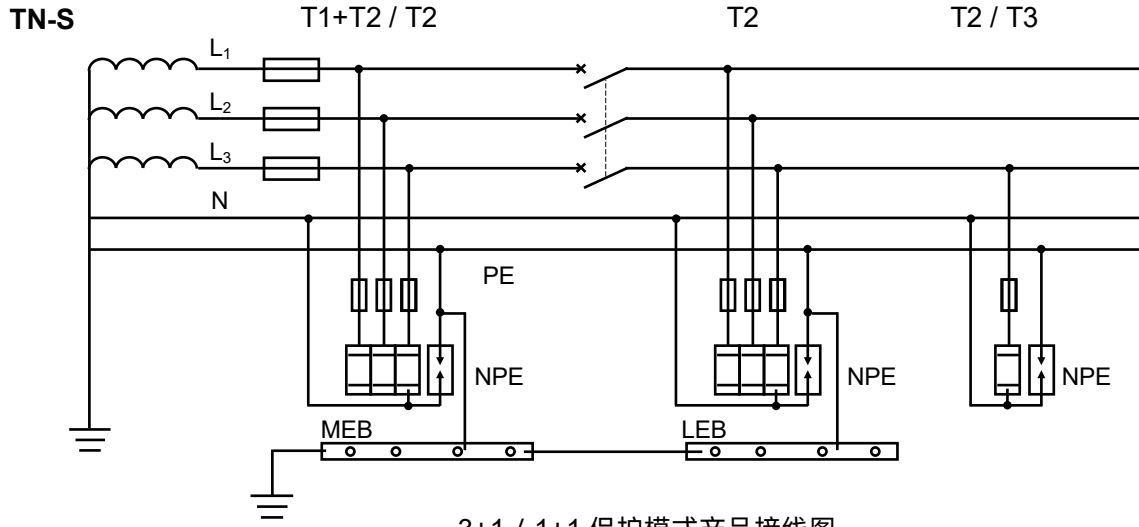 TN-S T1+T2 / T2 T2 T2 / T3
L₁
L₂
L₃
N
PE
NPE NPE NPE
MEB LEB
3+1 / 1+1 保护模式产品接线图